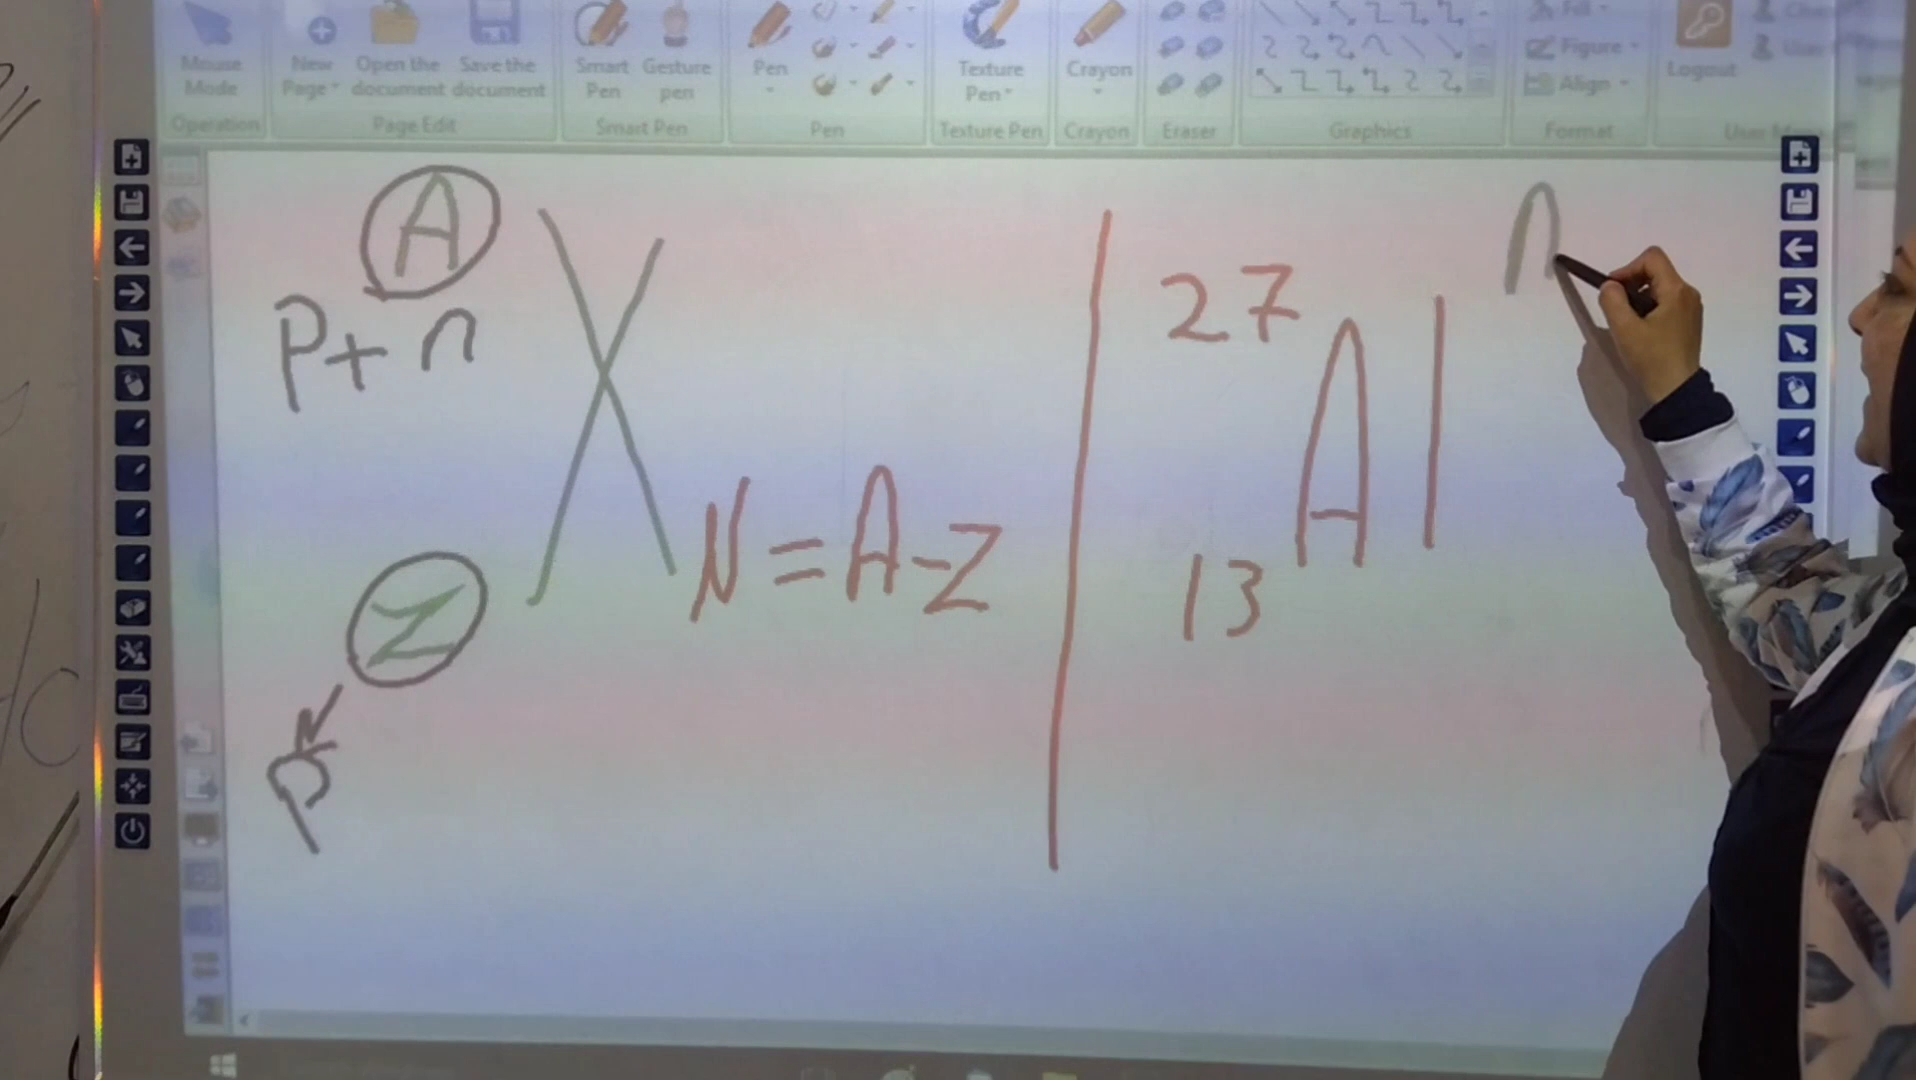 Mouse Mode
New Page
Open the document
Save the document
Smart Pen
Gesture pen
Pen
Texture Pen
Crayon
Fill
Figure
Align
Logout
Operation
Page Edit
Smart Pen
Pen
Texture Pen
Crayon
Eraser
Graphics
Format
A
P + n
X
Z
P
N = A - Z
27
Al
13
n